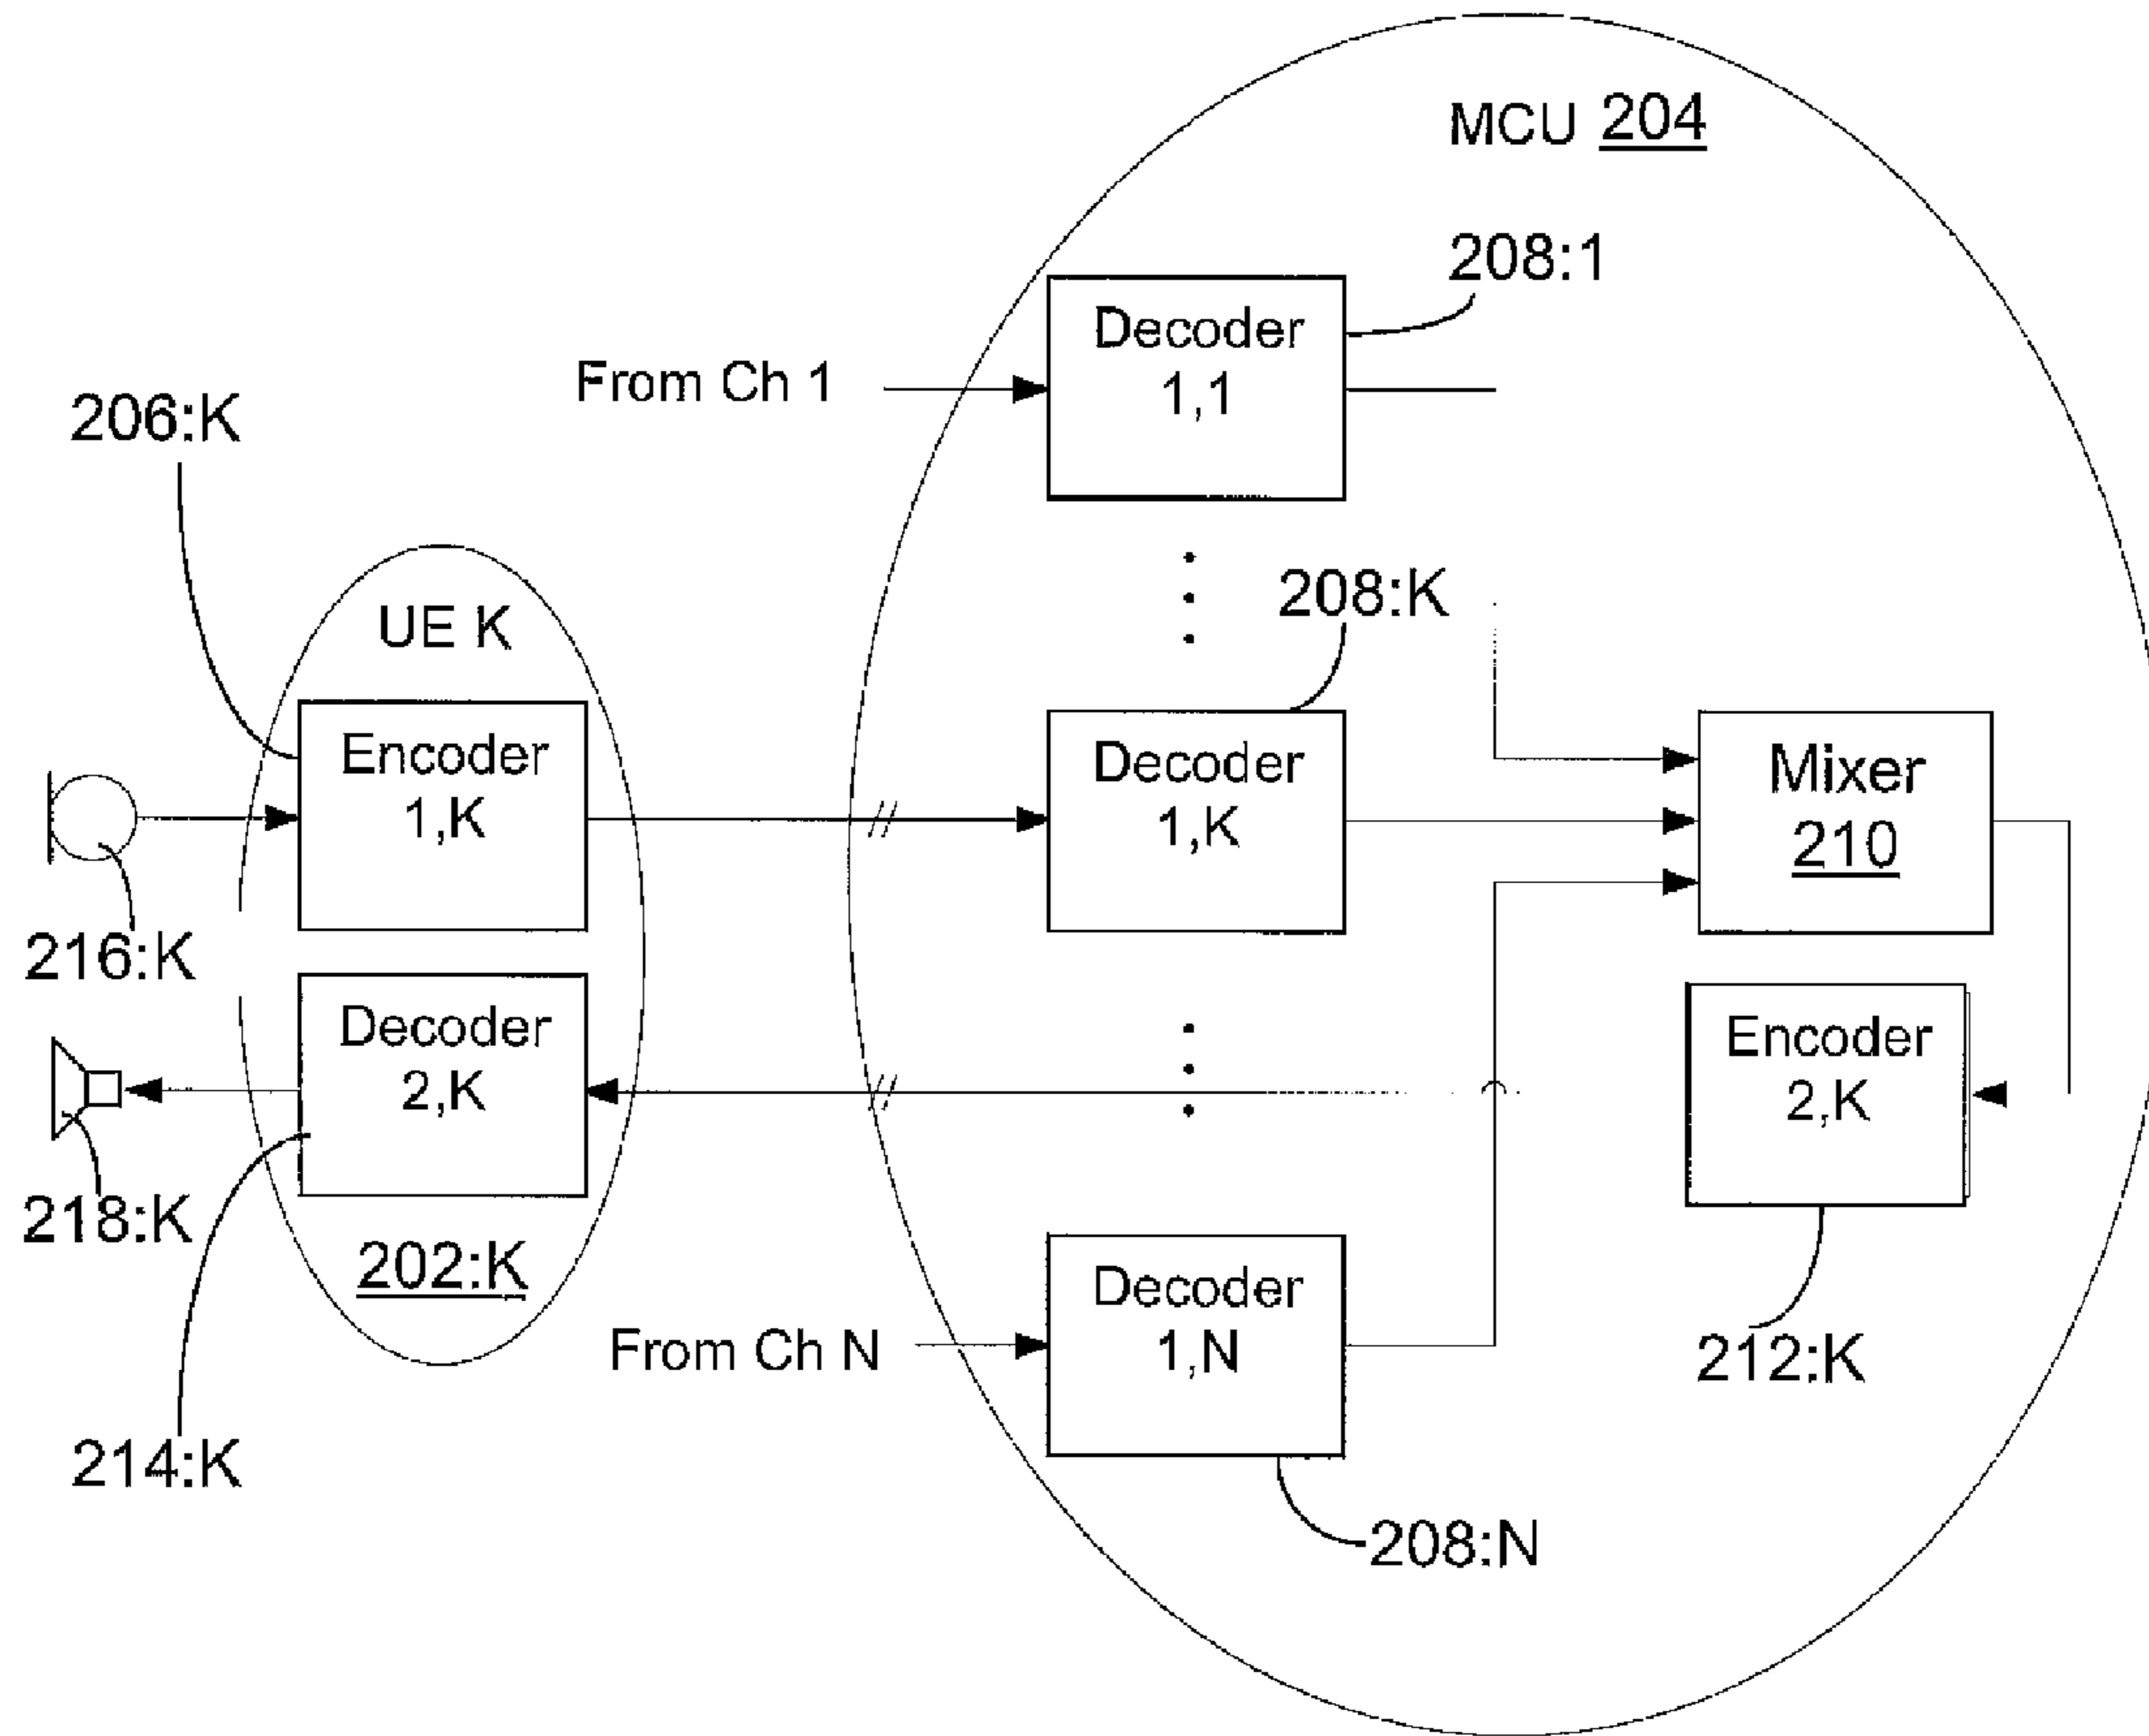 MCU 204
208:1
Decoder
1,1
From Ch 1
206:K
208:K
UE K
Encoder
1,K
Decoder
1,K
Mixer
210
216:K
Decoder
2,K
Encoder
2,K
218:K
202:K
Decoder
1,N
From Ch N
212:K
214:K
208:N